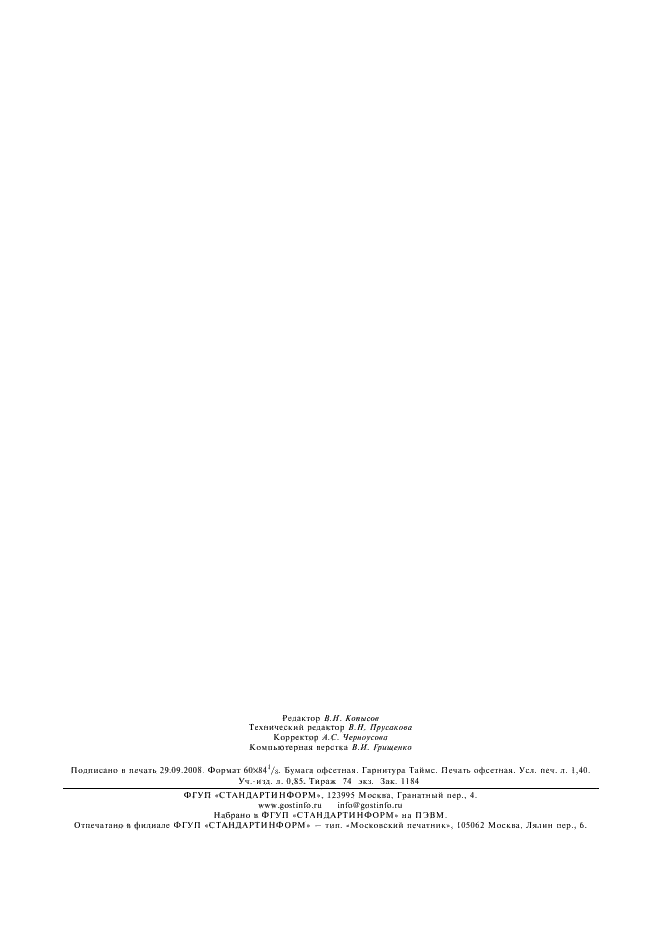 Редактор В.Н. Копысов
Технический редактор В.Н. Прусакова
Корректор А.С. Черноусова
Компьютерная верстка В.И. Грищенко
Подписано в печать 29.09.2008. Формат 60×84 1/8. Бумага офсетная. Гарнитура Таймс. Печать офсетная. Усл. печ. л. 1,40.
Уч.-изд. л. 0,85. Тираж 74 экз. Зак. 1184
ФГУП «СТАНДАРТИНФОРМ», 123995 Москва, Гранатный пер., 4.
www.gostinfo.ru info@gostinfo.ru
Набрано в ФГУП «СТАНДАРТИНФОРМ» на ПЭВМ.
Отпечатано в филиале ФГУП «СТАНДАРТИНФОРМ» — тип. «Московский печатник», 105062 Москва, Лялин пер., 6.